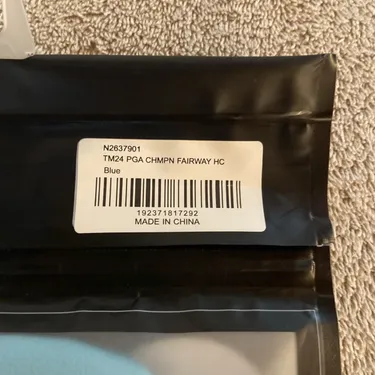 N2637901
TM24 PGA CHMPN FAIRWAY HC
Blue
192371817292
MADE IN CHINA